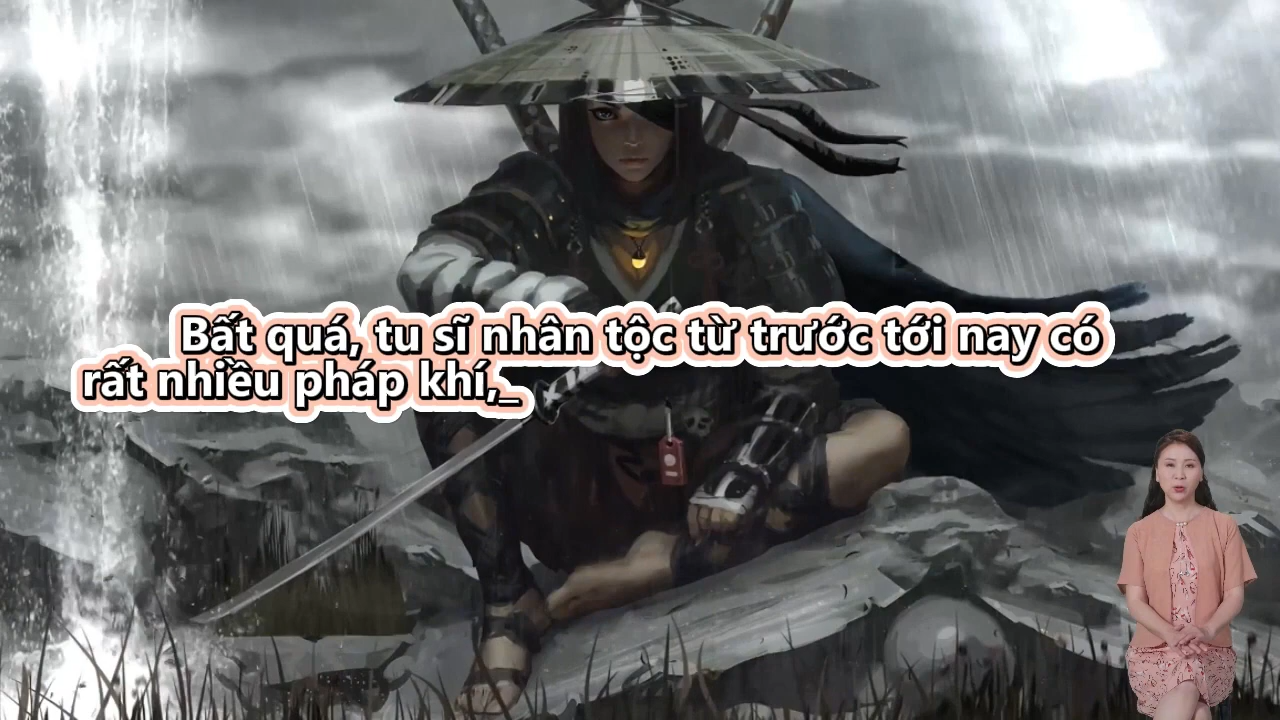 Bất quá, tu sĩ nhân tộc từ trước tới nay có
rất nhiều pháp khí,_